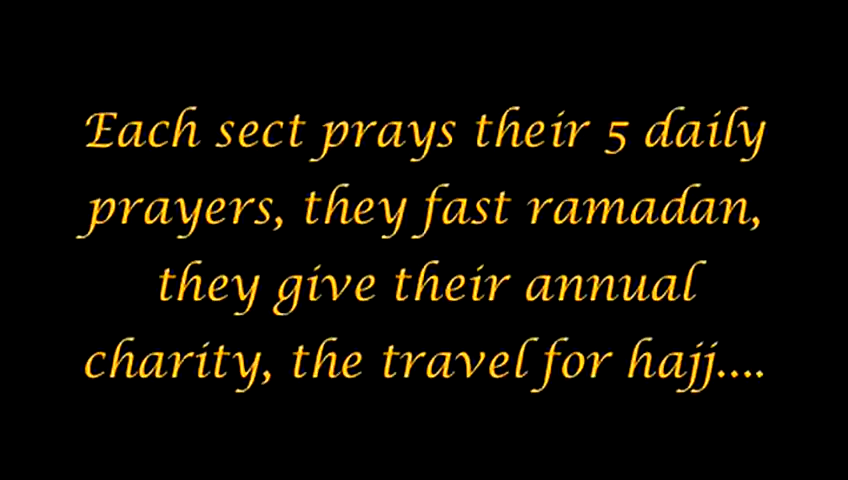 Each sect prays their 5 daily
prayers, they fast ramadan,
they give their annual
charity, the travel for hajj....